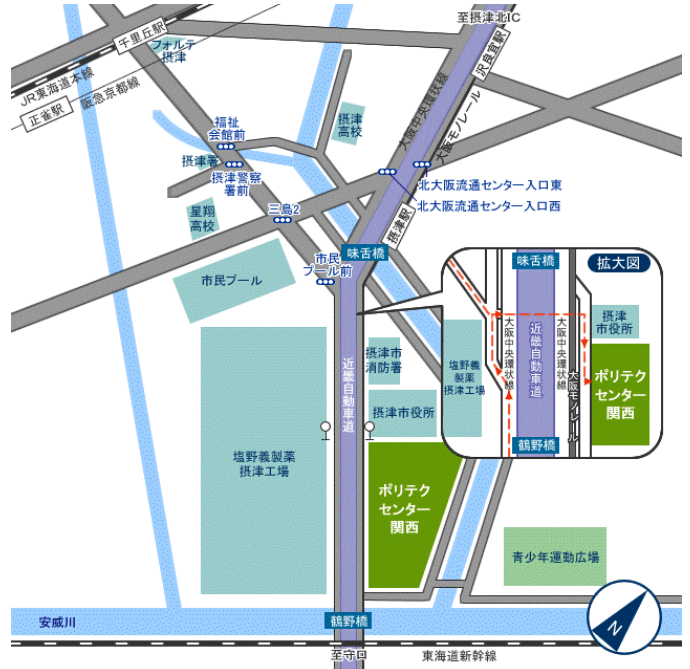 至摂津北IC
千里丘駅
フォルテ
摂津
沢良宜駅
JR東海道本線
阪急京都線
正雀駅
大阪中央環状線
大阪モノレール
福祉
会館前
摂津
高校
摂津署
摂津警察
署前
北大阪流通センター入口東
北大阪流通センター入口西
星翔
高校
三島2
摂津駅
味舌橋
市民
プール前
市民プール
味舌橋
拡大図
摂津
市役所
大阪中央環状線
近畿自動車道
大阪中央環状線
大阪モノレール
ポリテク
センター
関西
鶴野橋
近畿自動車道
摂津市
消防署
塩野義
製薬
摂津工場
摂津市役所
塩野義製薬
摂津工場
ポリテク
センター
関西
青少年運動広場
安威川
鶴野橋
至守口
東海道新幹線
N